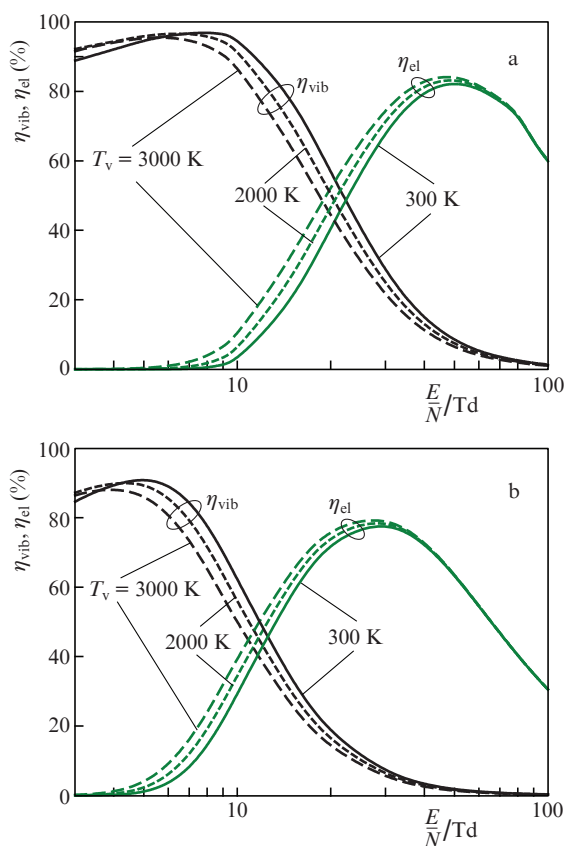 100
a
η_el
80
η_vib
η_vib, η_el (%)
60
T_v = 3000 K
2000 K
300 K
40
20
0
10
E/N /Td
100
100
b
η_vib
η_el
80
η_vib, η_el (%)
60
T_v = 3000 K
2000 K
300 K
40
20
0
10
E/N /Td
100